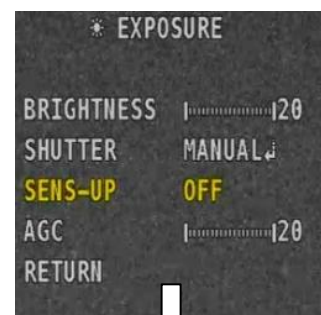 EXPOSURE
BRIGHTNESS 20
SHUTTER MANUAL↲
SENS-UP OFF
AGC 20
RETURN